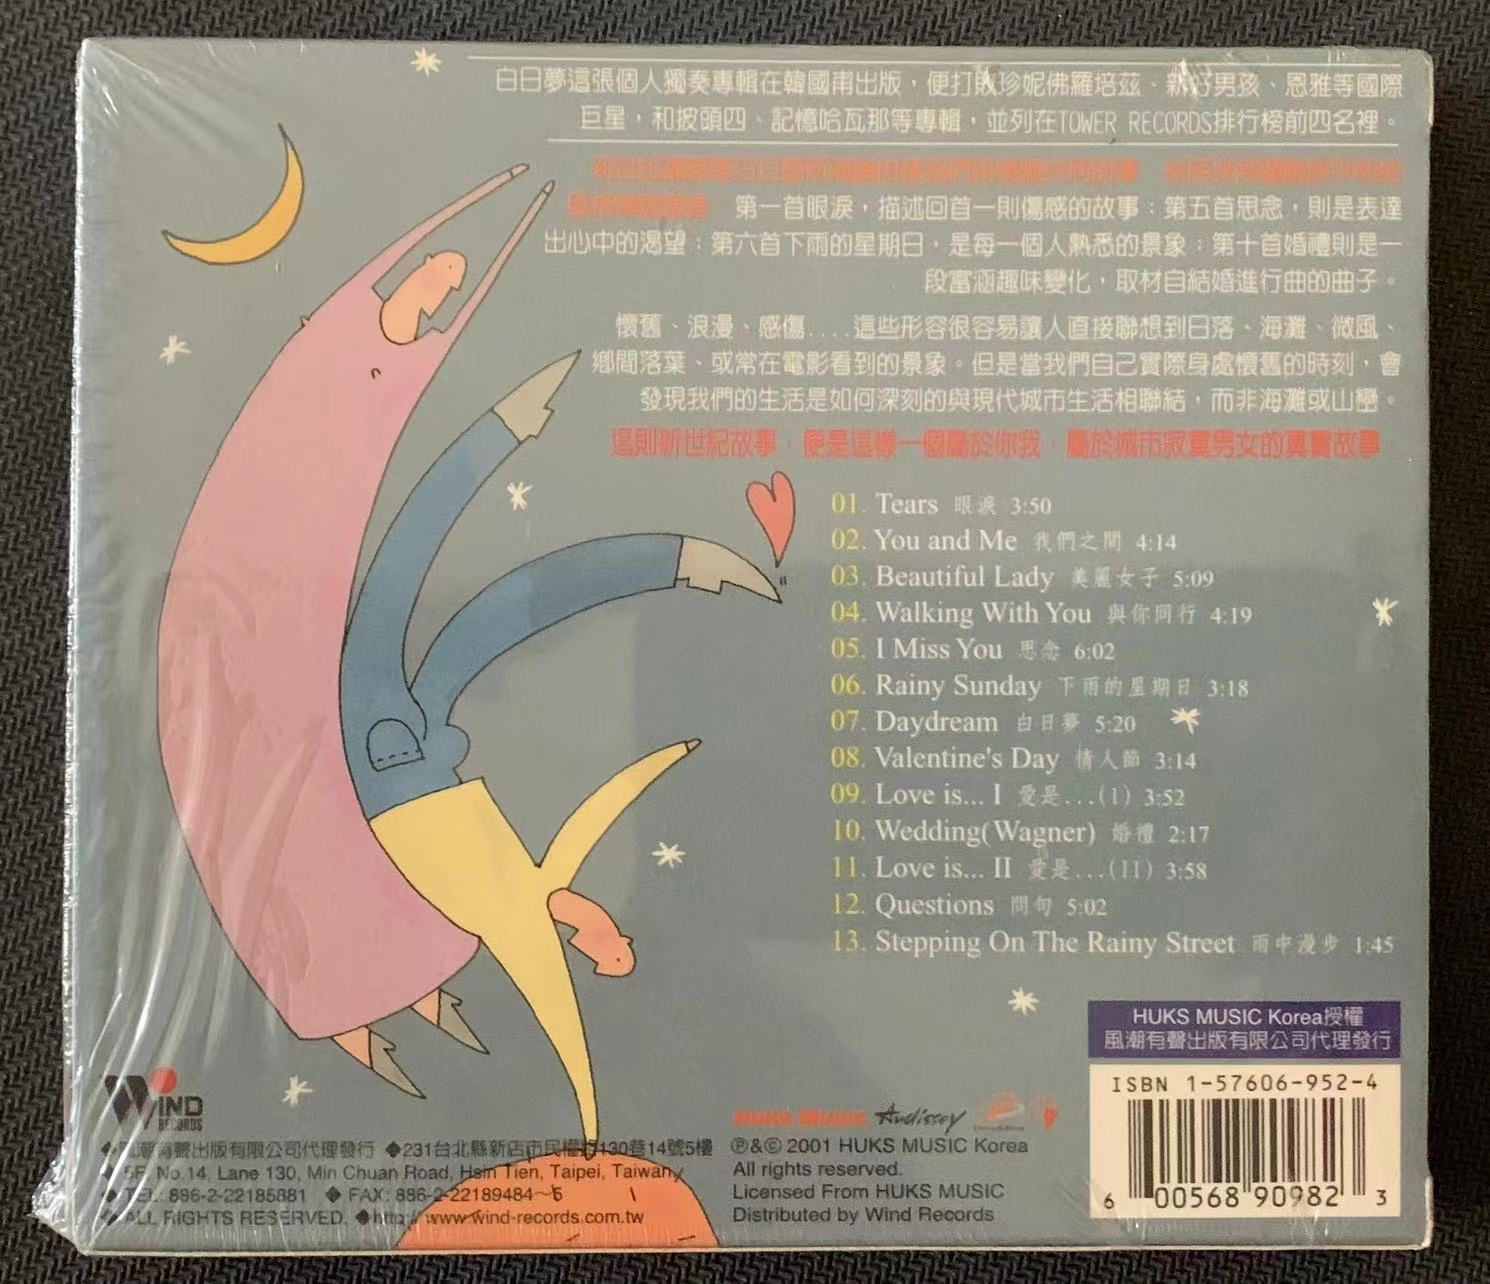 白日夢這張個人獨奏專輯在韓國甫出版，便打敗珍妮佛羅培茲、新好男孩、恩雅等國際
巨星，和披頭四、記憶哈瓦那等專輯，並列在TOWER RECORDS排行榜前四名裡。
第一首眼淚，描述回首一則傷感的故事；第五首思念，則是表達
出心中的渴望；第六首下雨的星期日，是每一個人熟悉的景象；第十首婚禮則是一
段富涵趣味變化，取材自結婚進行曲的曲子。
懷舊、浪漫、感傷....這些形容很容易讓人直接聯想到日落、海灘、微風、
鄉間落葉、或常在電影看到的景象。但是當我們自己實際身處懷舊的時刻，會
發現我們的生活是如何深刻的與現代城市生活相聯結，而非海灘或山巒。
這則新世紀故事，便是這樣一個屬於你我，屬於城市寂寞男女的真實故事。
01. Tears 眼淚 3:50
02. You and Me 我們之間 4:14
03. Beautiful Lady 美麗女子 5:09
04. Walking With You 與你同行 4:19
05. I Miss You 思念 6:02
06. Rainy Sunday 下雨的星期日 3:18
07. Daydream 白日夢 5:20
08. Valentine's Day 情人節 3:14
09. Love is... I 愛是...(I) 3:52
10. Wedding(Wagner) 婚禮 2:17
11. Love is... II 愛是...(II) 3:58
12. Questions 問句 5:02
13. Stepping On The Rainy Street 雨中漫步 1:45
HUKS MUSIC Korea授權
風潮有聲出版有限公司代理發行
ISBN 1-57606-952-4
6 00568 90982 3
WIND
RECORDS
◆風潮有聲出版有限公司代理發行 ◆231台北縣新店市民權路130巷14號5樓
◆5F, No.14, Lane 130, Min Chuan Road, Hsin Tien, Taipei, Taiwan
◆TEL: 886-2-22185881 ◆FAX: 886-2-22189484~5
◆ALL RIGHTS RESERVED. ◆http://www.wind-records.com.tw
HUKS MUSIC Audissey
℗&© 2001 HUKS MUSIC Korea
All rights reserved.
Licensed From HUKS MUSIC
Distributed by Wind Records